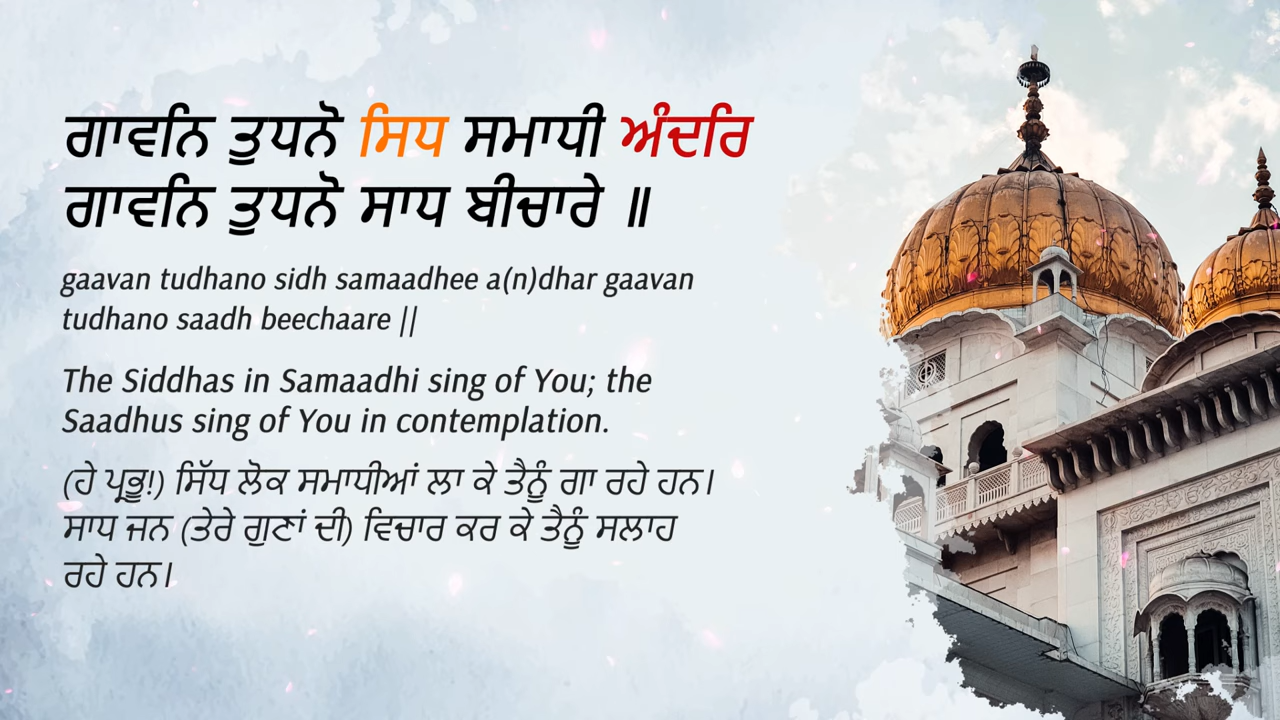 ਗਾਵਨਿ ਤੁਧਨੋ ਸਿਧ ਸਮਾਧੀ ਅੰਦਰਿ
ਗਾਵਨਿ ਤੁਧਨੋ ਸਾਧ ਬੀਚਾਰੇ ॥
gaavan tudhano sidh samaadhee a(n)dhar gaavan
tudhano saadh beechaare ||
The Siddhas in Samaadhi sing of You; the
Saadhus sing of You in contemplation.
(ਹੇ ਪ੍ਰਭੂ!) ਸਿੱਧ ਲੋਕ ਸਮਾਧੀਆਂ ਲਾ ਕੇ ਤੈਨੂੰ ਗਾ ਰਹੇ ਹਨ।
ਸਾਧ ਜਨ (ਤੇਰੇ ਗੁਣਾਂ ਦੀ) ਵਿਚਾਰ ਕਰ ਕੇ ਤੈਨੂੰ ਸਲਾਹ
ਰਹੇ ਹਨ।